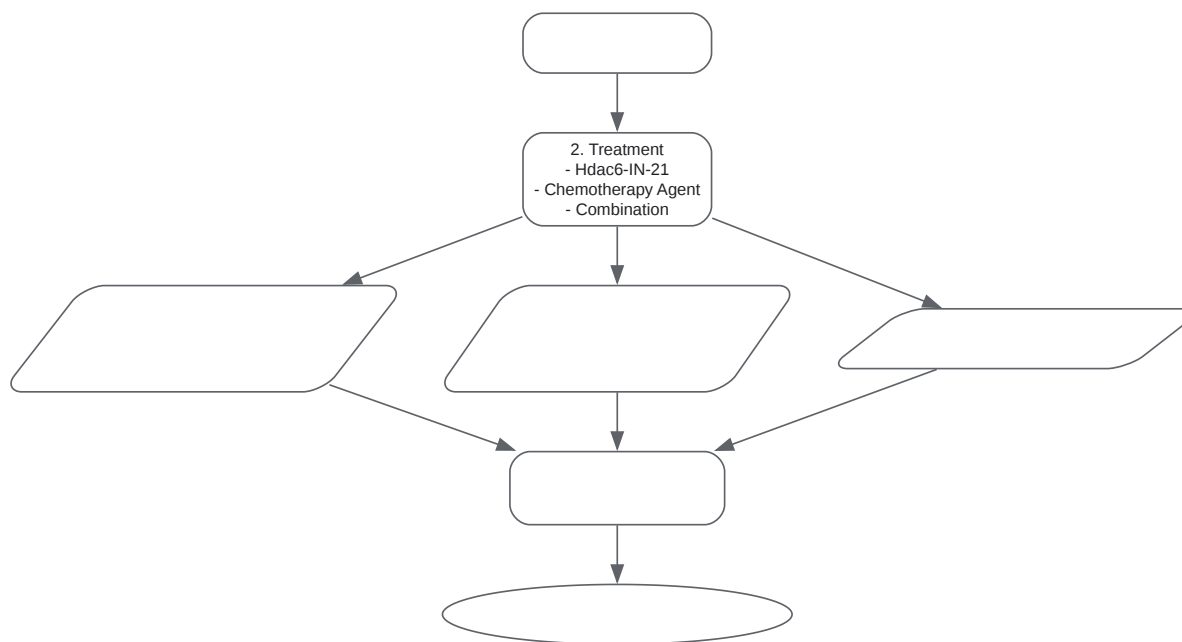 2. Treatment
- Hdac6-IN-21
- Chemotherapy Agent
- Combination